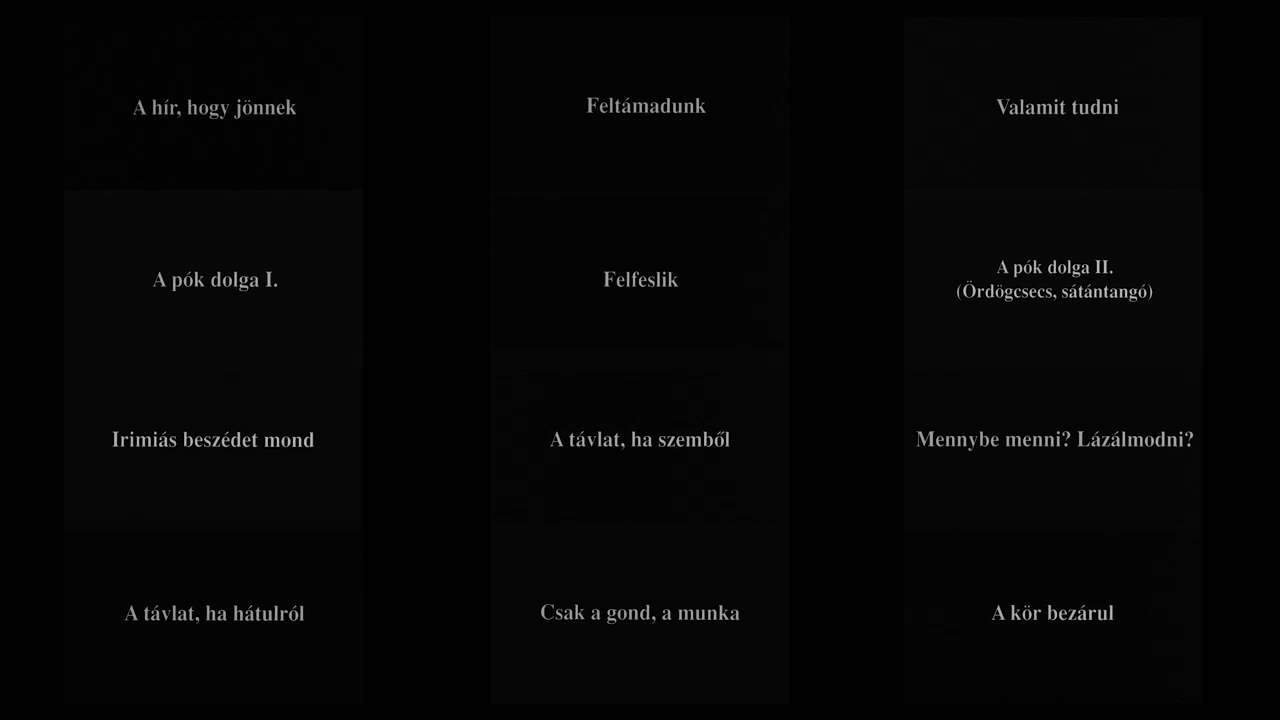 A hír, hogy jönnek
Feltámadunk
Valamit tudni
A pók dolga I.
Felfeslik
A pók dolga II.
(Ördögcsecs, sátántangó)
Irimiás beszédet mond
A távlat, ha szemből
Mennybe menni? Lázálmodni?
A távlat, ha hátulról
Csak a gond, a munka
A kör bezárul